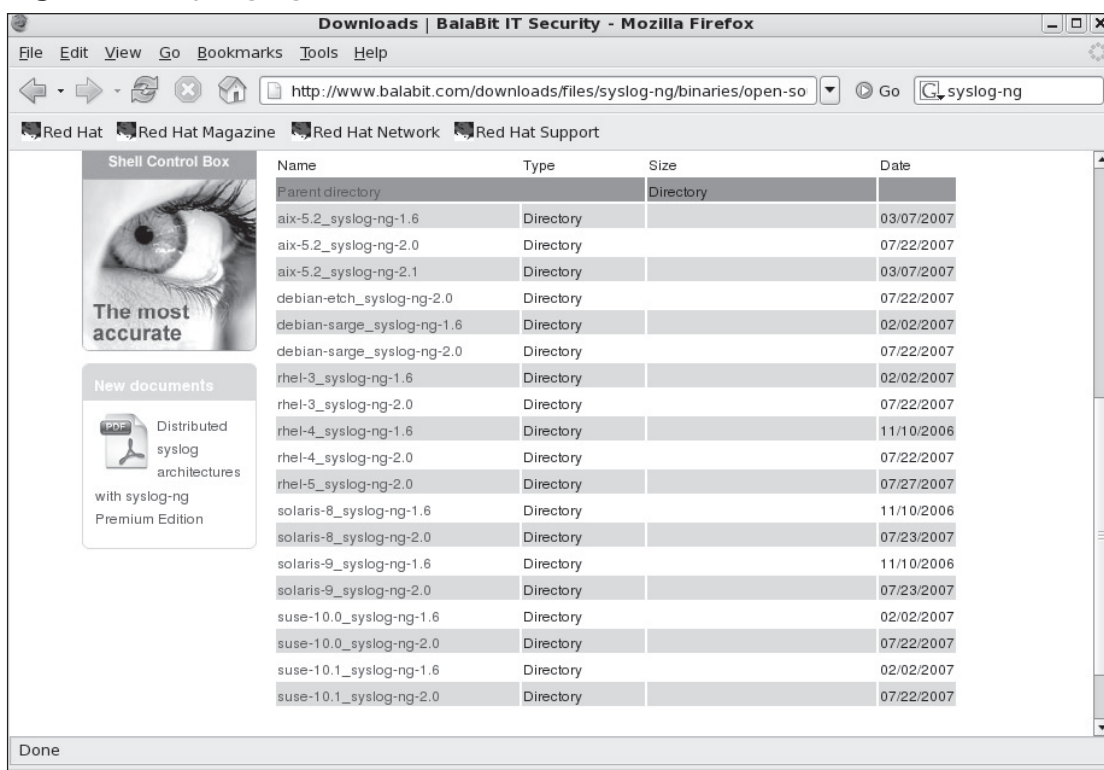 Downloads | BalaBit IT Security - Mozilla Firefox
File Edit View Go Bookmarks Tools Help
http://www.balabit.com/downloads/files/syslog-ng/binaries/open-so Go G syslog-ng
Red Hat Red Hat Magazine Red Hat Network Red Hat Support
Shell Control Box
The most
accurate
New documents
PDF
Distributed
syslog
architectures
with syslog-ng
Premium Edition
Name Type Size Date
Parent directory Directory
aix-5.2_syslog-ng-1.6 Directory 03/07/2007
aix-5.2_syslog-ng-2.0 Directory 07/22/2007
aix-5.2_syslog-ng-2.1 Directory 03/07/2007
debian-etch_syslog-ng-2.0 Directory 07/22/2007
debian-sarge_syslog-ng-1.6 Directory 02/02/2007
debian-sarge_syslog-ng-2.0 Directory 07/22/2007
rhel-3_syslog-ng-1.6 Directory 02/02/2007
rhel-3_syslog-ng-2.0 Directory 07/22/2007
rhel-4_syslog-ng-1.6 Directory 11/10/2006
rhel-4_syslog-ng-2.0 Directory 07/22/2007
rhel-5_syslog-ng-2.0 Directory 07/27/2007
solaris-8_syslog-ng-1.6 Directory 11/10/2006
solaris-8_syslog-ng-2.0 Directory 07/23/2007
solaris-9_syslog-ng-1.6 Directory 11/10/2006
solaris-9_syslog-ng-2.0 Directory 07/23/2007
suse-10.0_syslog-ng-1.6 Directory 02/02/2007
suse-10.0_syslog-ng-2.0 Directory 07/22/2007
suse-10.1_syslog-ng-1.6 Directory 02/02/2007
suse-10.1_syslog-ng-2.0 Directory 07/22/2007
Done